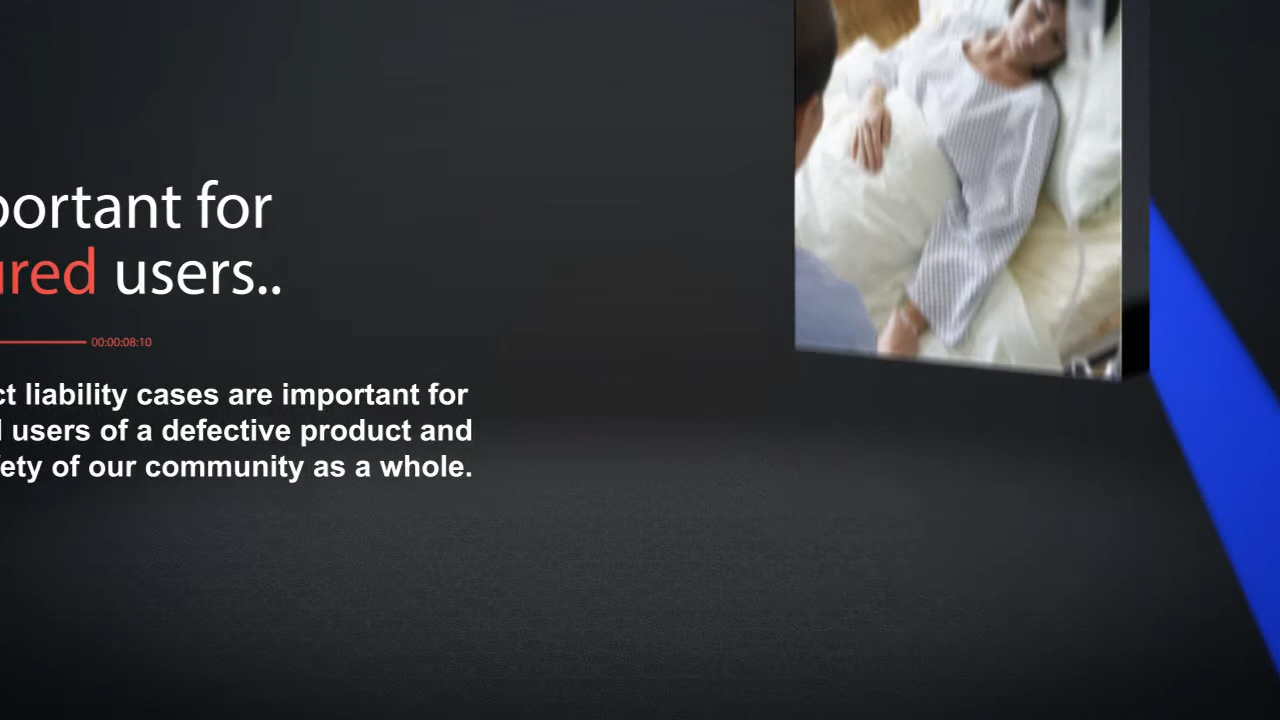 portant for
ured users..
00:00:08:10
ct liability cases are important for
users of a defective product and
fety of our community as a whole.